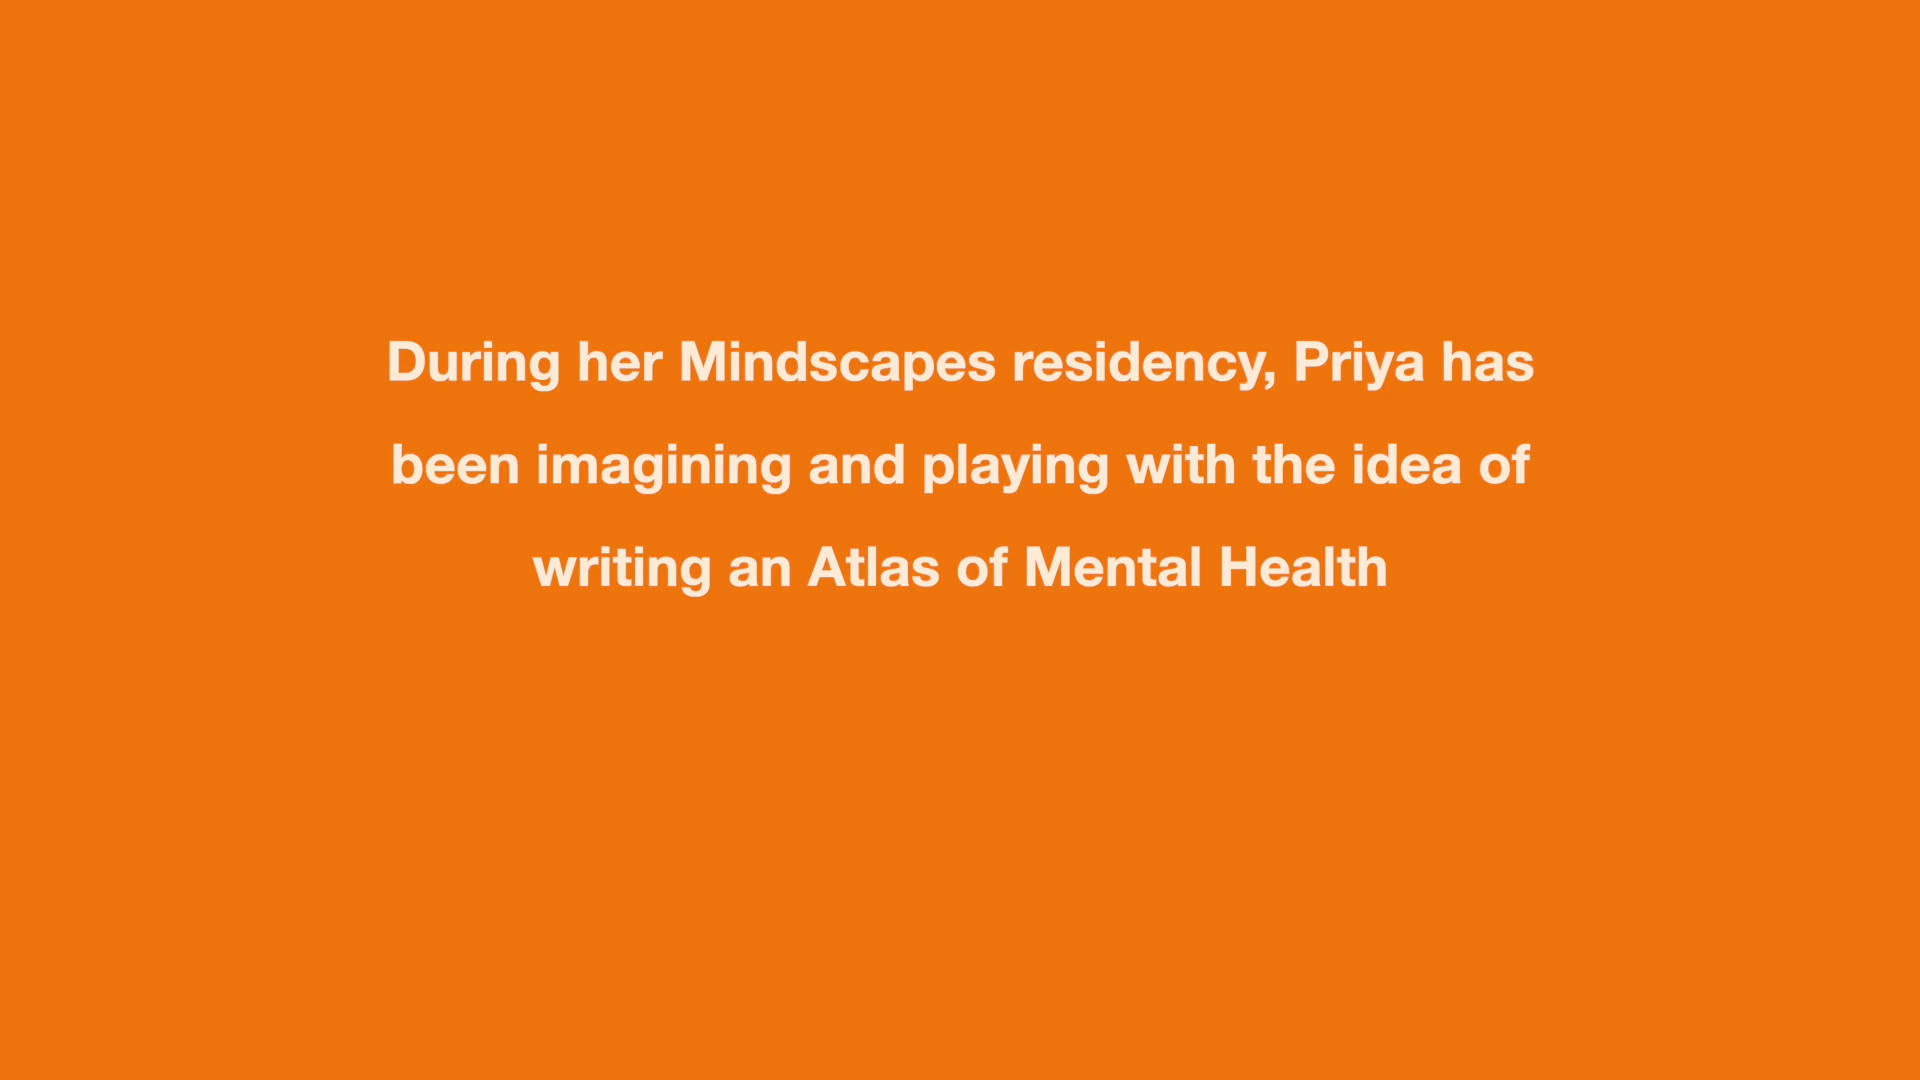 During her Mindscapes residency, Priya has
been imagining and playing with the idea of
writing an Atlas of Mental Health